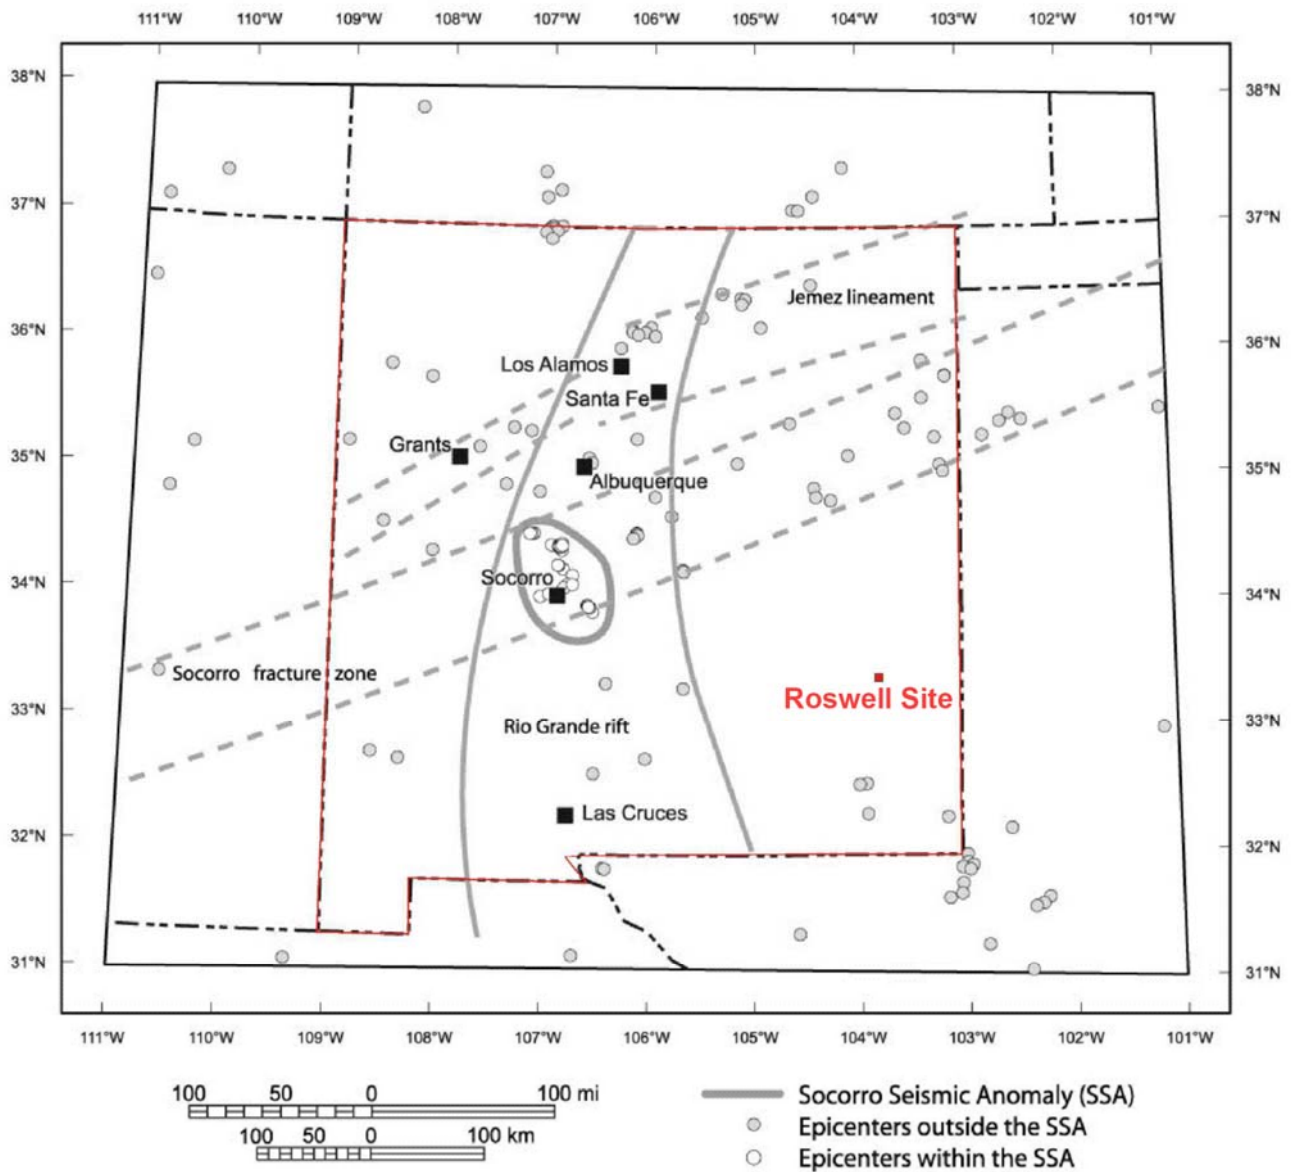 111°W 110°W 109°W 108°W 107°W 106°W 105°W 104°W 103°W 102°W 101°W
38°N 38°N
37°N 37°N
Jemez lineament
36°N 36°N
Los Alamos
Santa Fe
Grants
35°N 35°N
Albuquerque
Socorro
34°N 34°N
Socorro fracture zone
Roswell Site
33°N 33°N
Rio Grande rift
Las Cruces
32°N 32°N
31°N 31°N
111°W 110°W 109°W 108°W 107°W 106°W 105°W 104°W 103°W 102°W 101°W
100 50 0 100 mi
100 50 0 100 km
Socorro Seismic Anomaly (SSA)
Epicenters outside the SSA
Epicenters within the SSA